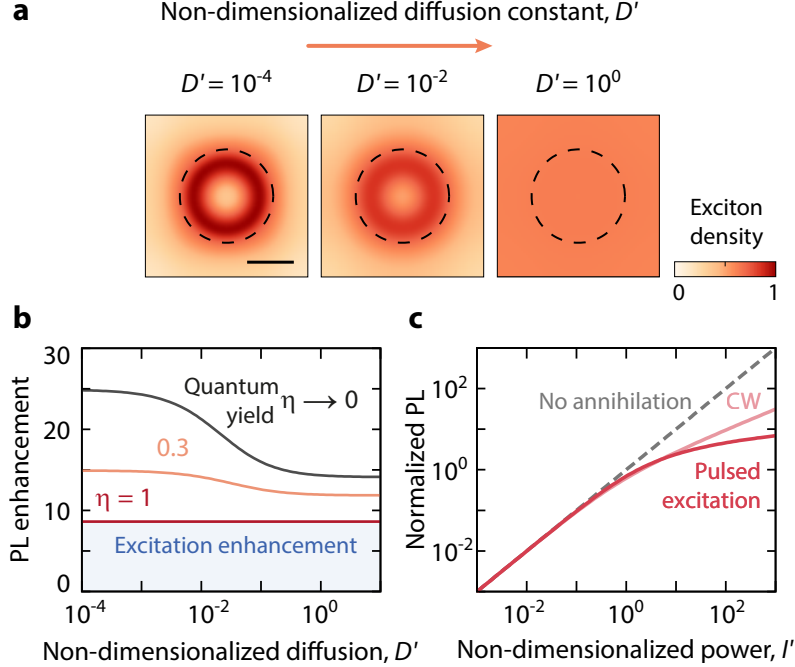 a
Non-dimensionalized diffusion constant, D'
D' = 10⁻⁴
D' = 10⁻²
D' = 10⁰
Exciton
density
0
1
b
30
20
10
0
PL enhancement
Quantum
yield
η → 0
0.3
η = 1
Excitation enhancement
10⁻⁴
10⁻²
10⁰
Non-dimensionalized diffusion, D'
c
10²
10⁰
10⁻²
Normalized PL
No annihilation
CW
Pulsed
excitation
10⁻²
10⁰
10²
Non-dimensionalized power, I'